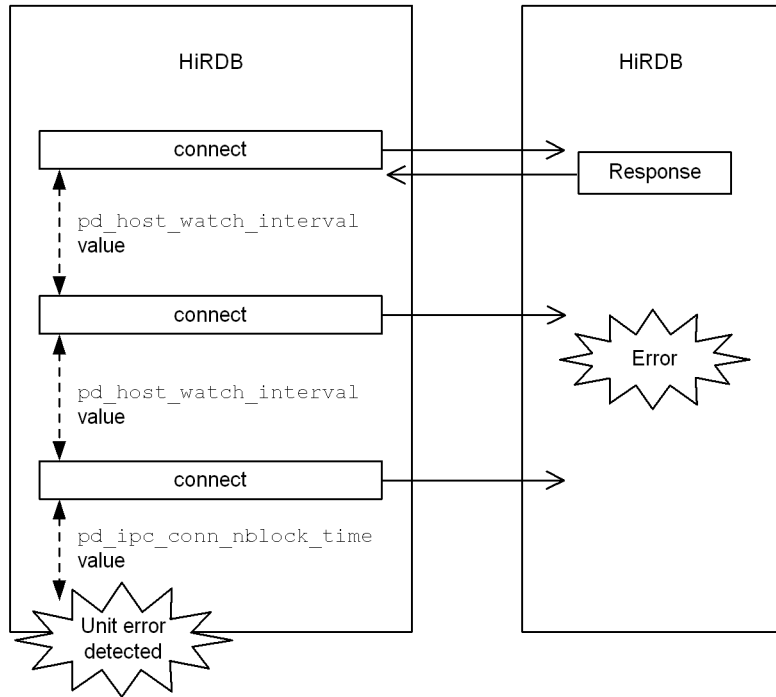 HiRDB
HiRDB
connect
Response
pd_host_watch_interval
value
connect
Error
pd_host_watch_interval
value
connect
pd_ipc_conn_nblock_time
value
Unit error
detected